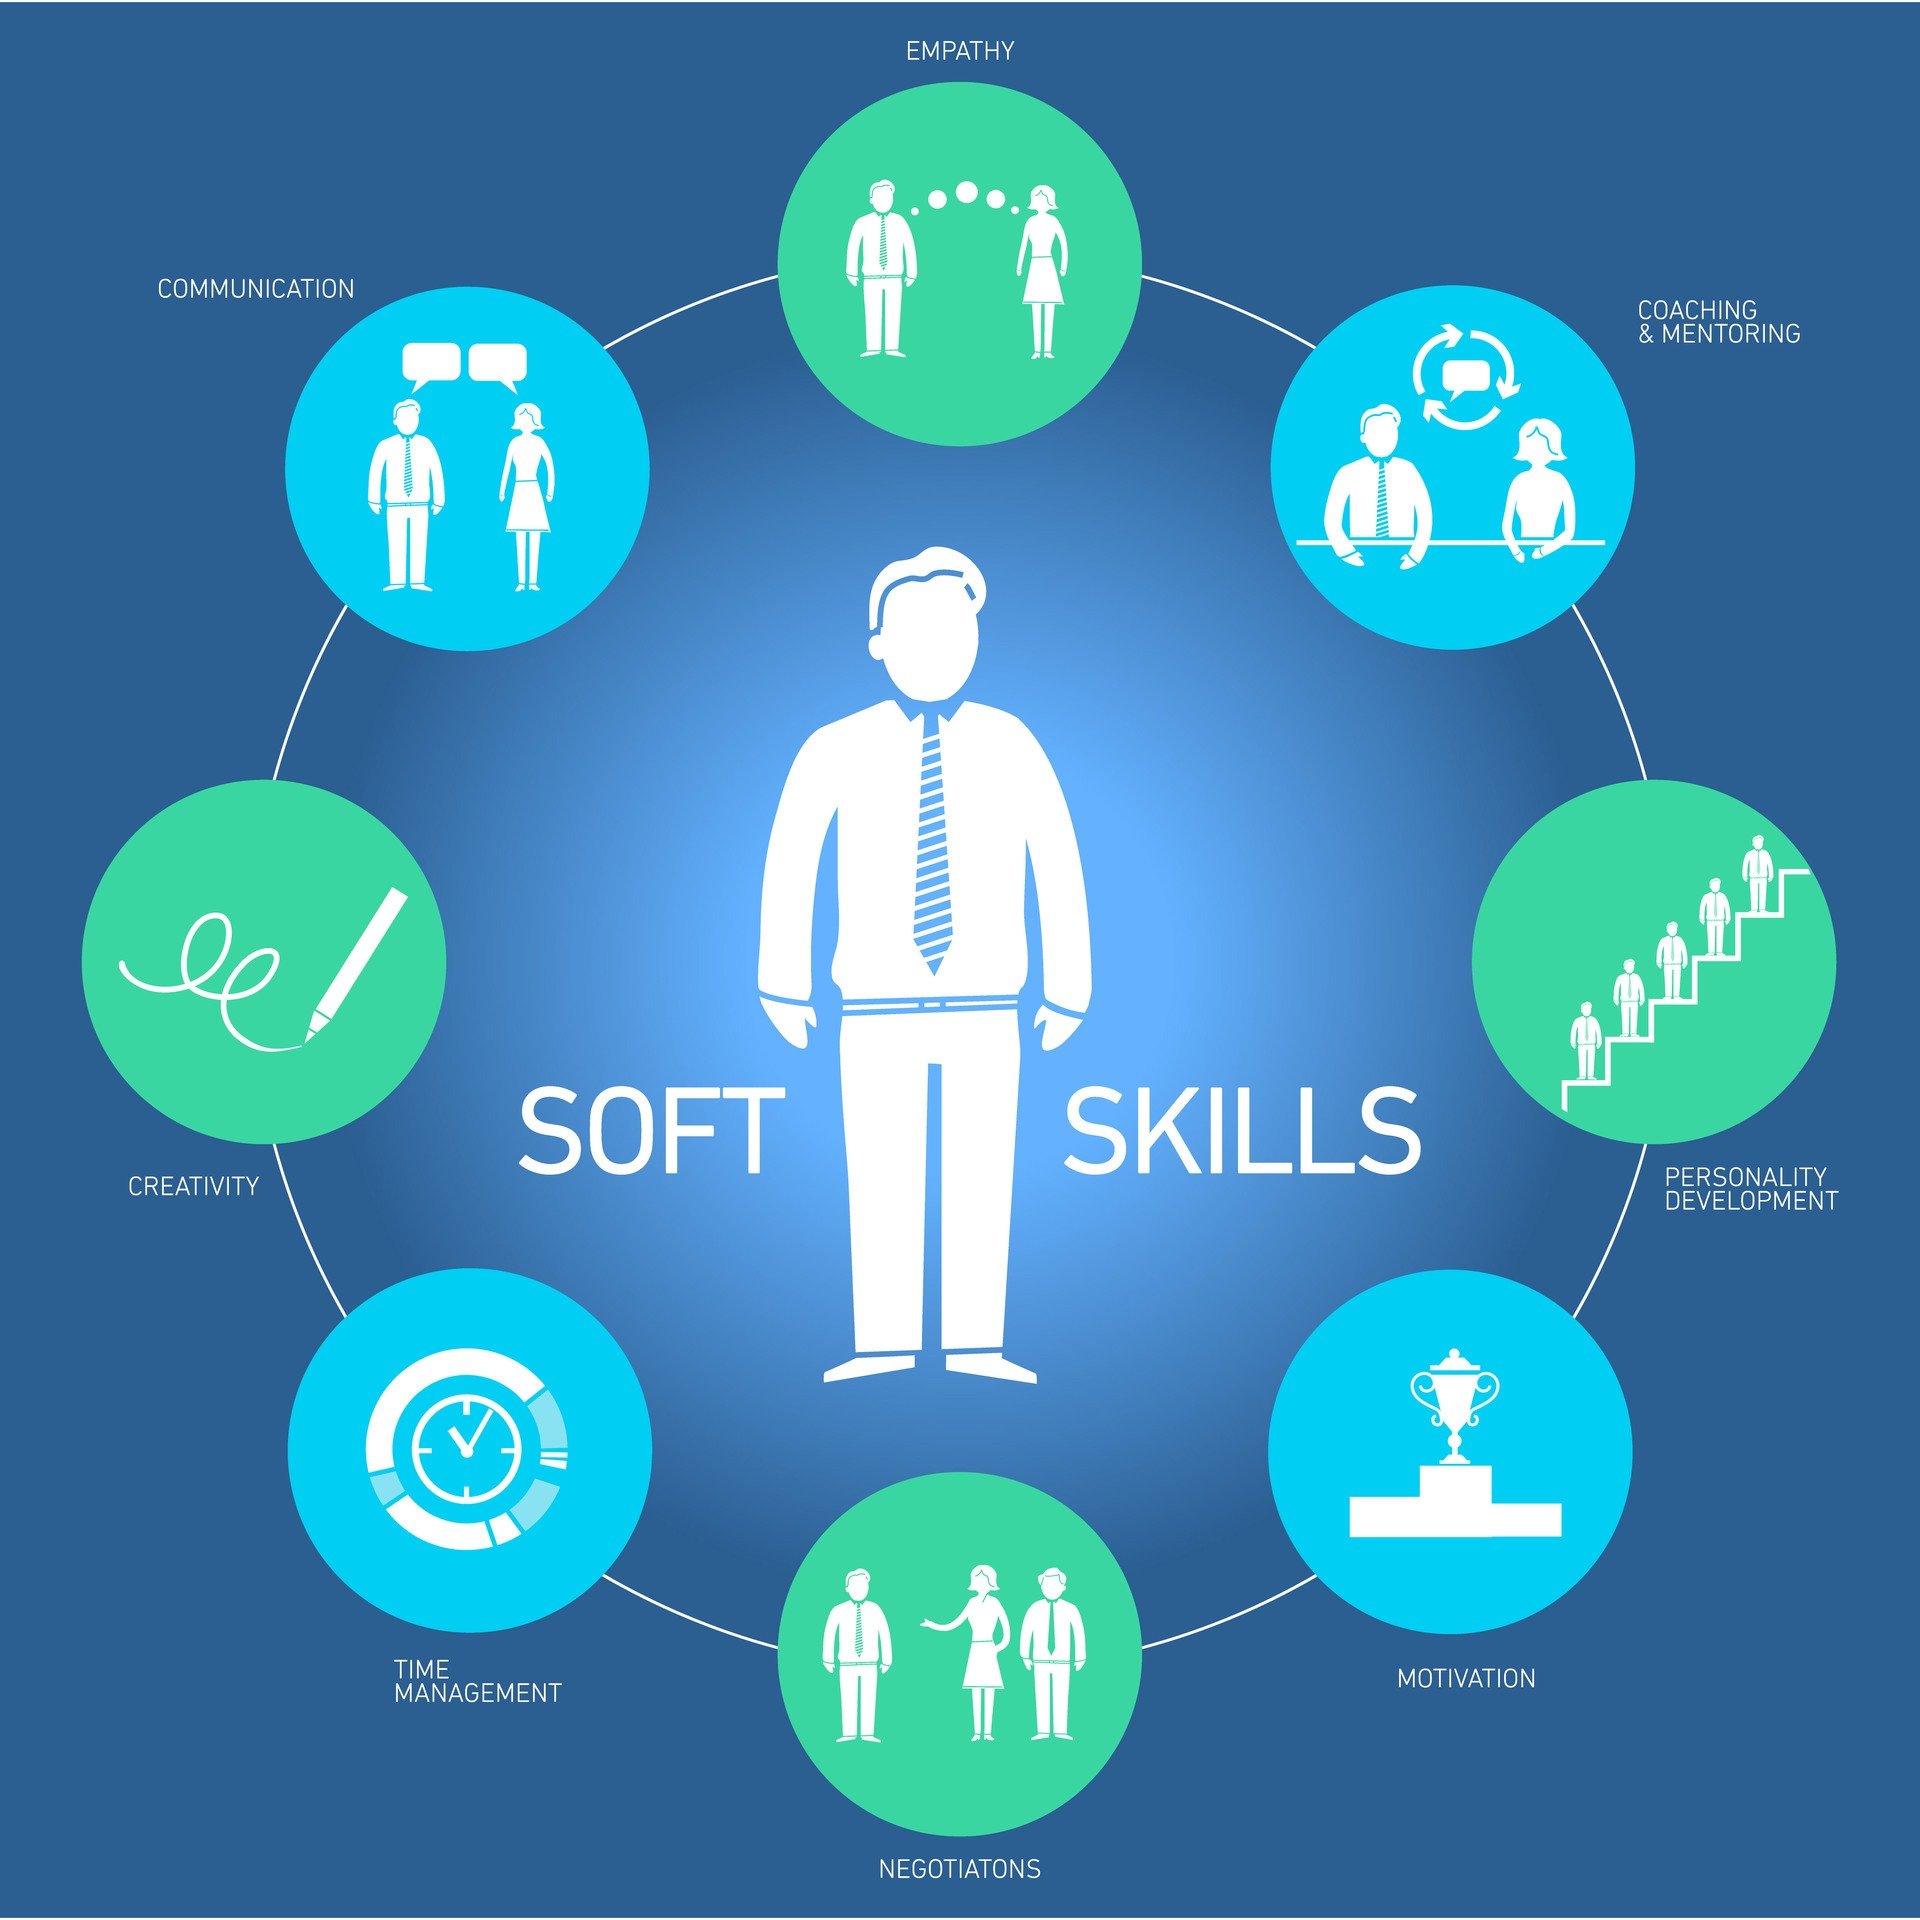 EMPATHY
COMMUNICATION
COACHING
& MENTORING
SOFT SKILLS
CREATIVITY
PERSONALITY
DEVELOPMENT
TIME
MANAGEMENT
MOTIVATION
NEGOTIATONS